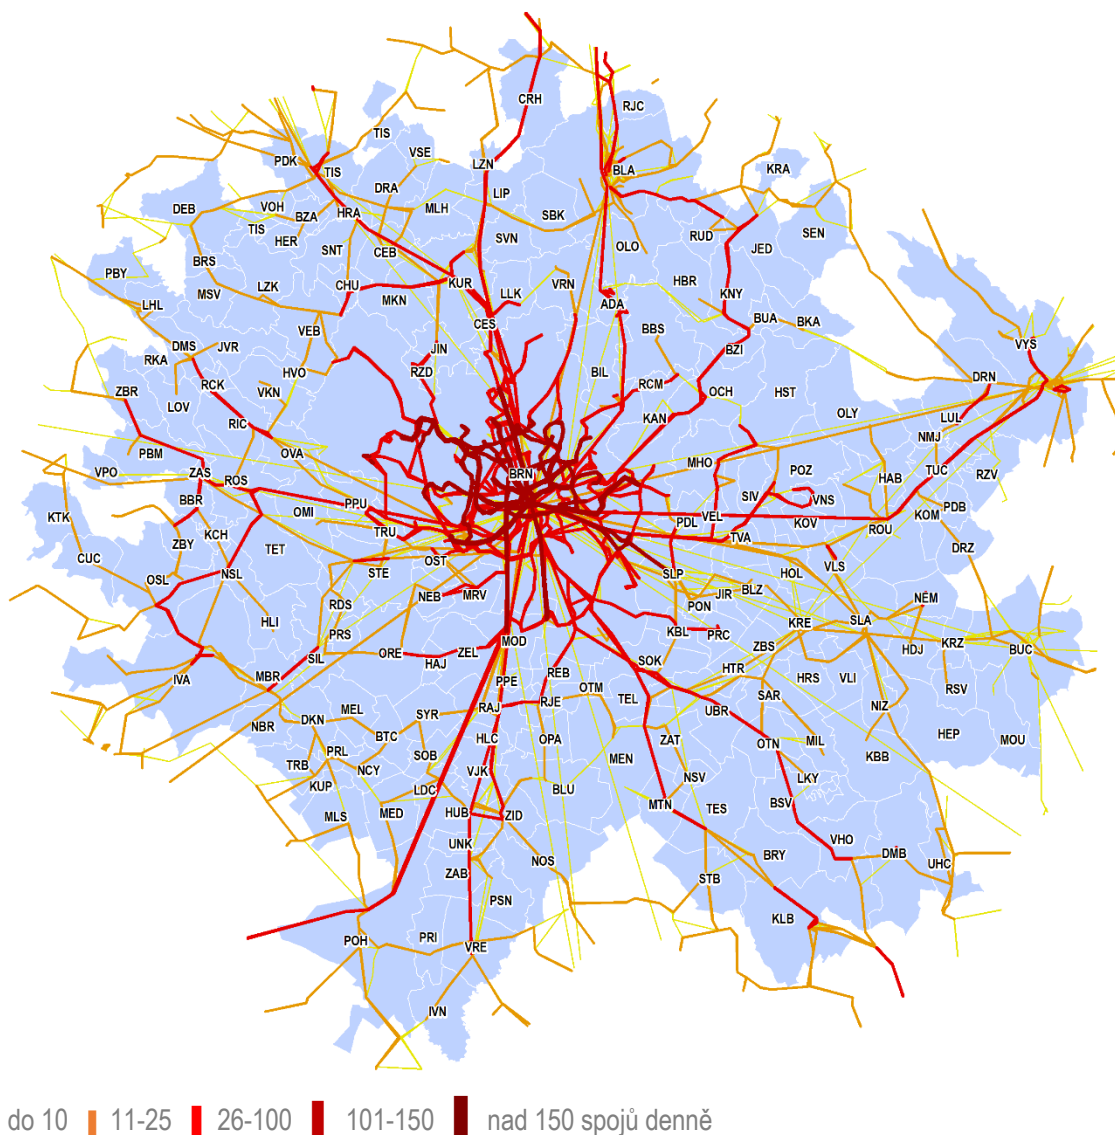 CRH
RJC
TIS
VSE
PDK
TIS
LZN
BLA
KRA
DRA
LIP
DEB
VOH
BZA
HRA
MLH
SBK
TIS
HER
SNT
CEB
SVN
OLO
RUD
JED
SEN
BRS
PBY
LZK
MSV
CHU
MKN
KUR
LLK
VRN
HBR
KNY
LHL
VEB
CES
ADA
BUA
BKA
DMS
JVR
JIN
BBS
BZI
VYŠ
RKA
HVO
RZD
BIL
RCM
OCH
HST
DRN
ZBR
RCK
VKN
LOV
KAN
OLY
LUL
RIC
NMJ
PBM
OVA
MHO
POZ
HAB
TUC
RZV
VPO
ZAS
ROS
BRN
SIV
VNS
BBR
PPU
OMI
PDL
VEL
KOV
ROU
KOM
PDB
KTK
KCH
TRU
TVA
ZBY
TET
OST
STE
DRZ
CUC
OSL
NSL
SLP
HOL
VLS
NEB
MRV
PON
JIR
BLZ
RDS
NĚM
HLI
PRS
KBL
PRC
KRE
SLA
ORE
HAJ
ZEL
MOD
ZBS
HDJ
KRZ
BUC
SIL
IVA
MBR
PPE
REB
SOK
HTR
HRS
VLI
RSV
OTM
TEL
SAR
NIZ
NBR
DKN
MEL
SYR
RAJ
RJE
UBR
BTC
HLC
OPA
ZAT
OTN
MIL
HEP
MOU
PRL
SOB
MEN
KBB
TRB
NCY
VJK
KUP
LDC
BLU
NSV
LKY
MLS
MED
HUB
ZID
MTN
TES
BSV
UNK
VHO
NOS
BRY
DMB
UHC
ZAB
STB
PSN
KLB
POH
PRI
VRE
IVN
do 10 11-25 26-100 101-150 nad 150 spojů denně